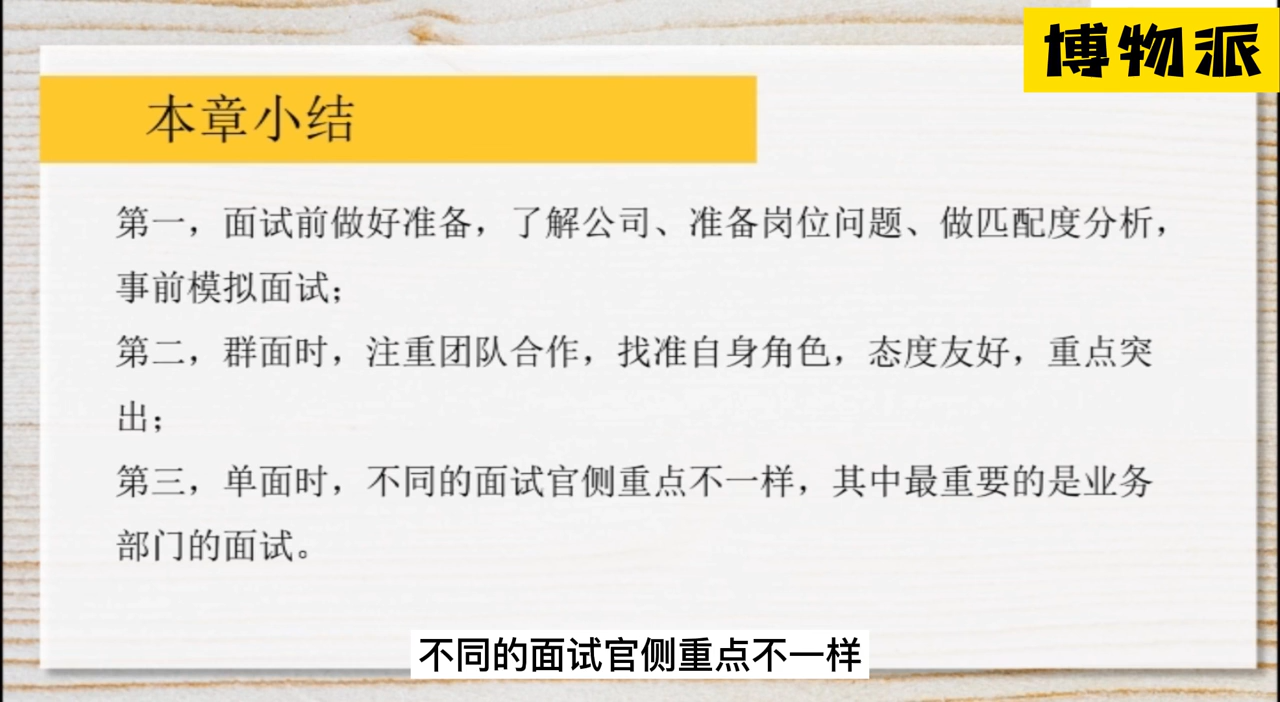 博物派
本章小结
第一，面试前做好准备，了解公司、准备岗位问题、做匹配度分析，
事前模拟面试；
第二，群面时，注重团队合作，找准自身角色，态度友好，重点突
出；
第三，单面时，不同的面试官侧重点不一样，其中最重要的是业务
部门的面试。
不同的面试官侧重点不一样